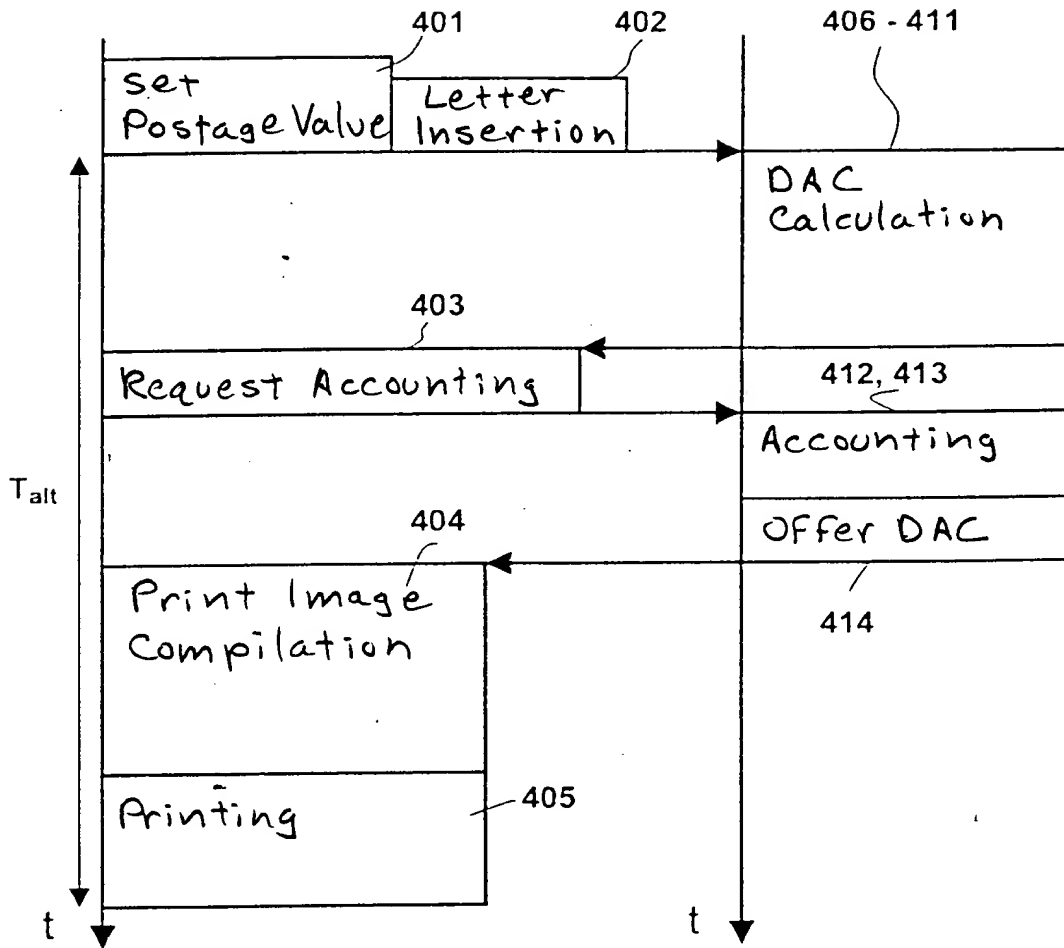 401
402
406 - 411
set
Postage Value
Letter
Insertion
DAC
Calculation
403
Request Accounting
412, 413
Accounting
Talt
404
Offer DAC
Print Image
Compilation
414
Printing
405
t
t